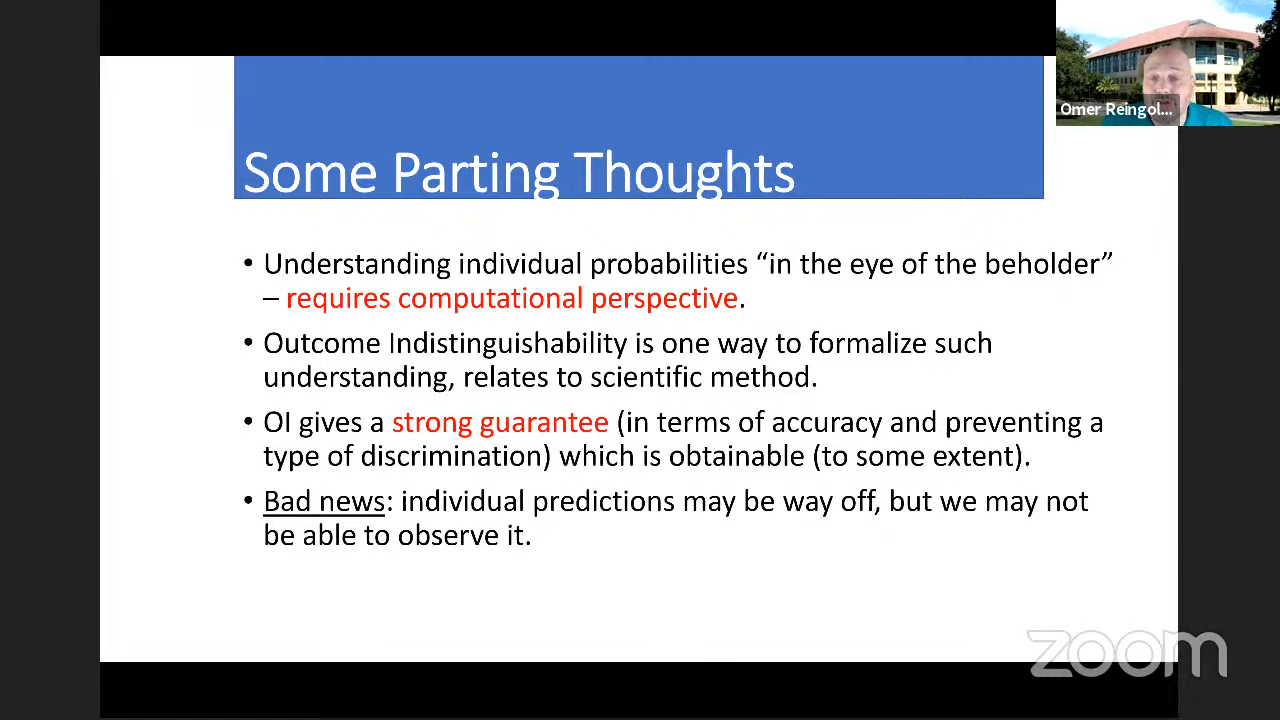 Omer Reingol...
Some Parting Thoughts
• Understanding individual probabilities “in the eye of the beholder”
– requires computational perspective.
• Outcome Indistinguishability is one way to formalize such
understanding, relates to scientific method.
• OI gives a strong guarantee (in terms of accuracy and preventing a
type of discrimination) which is obtainable (to some extent).
• Bad news: individual predictions may be way off, but we may not
be able to observe it.
zoom